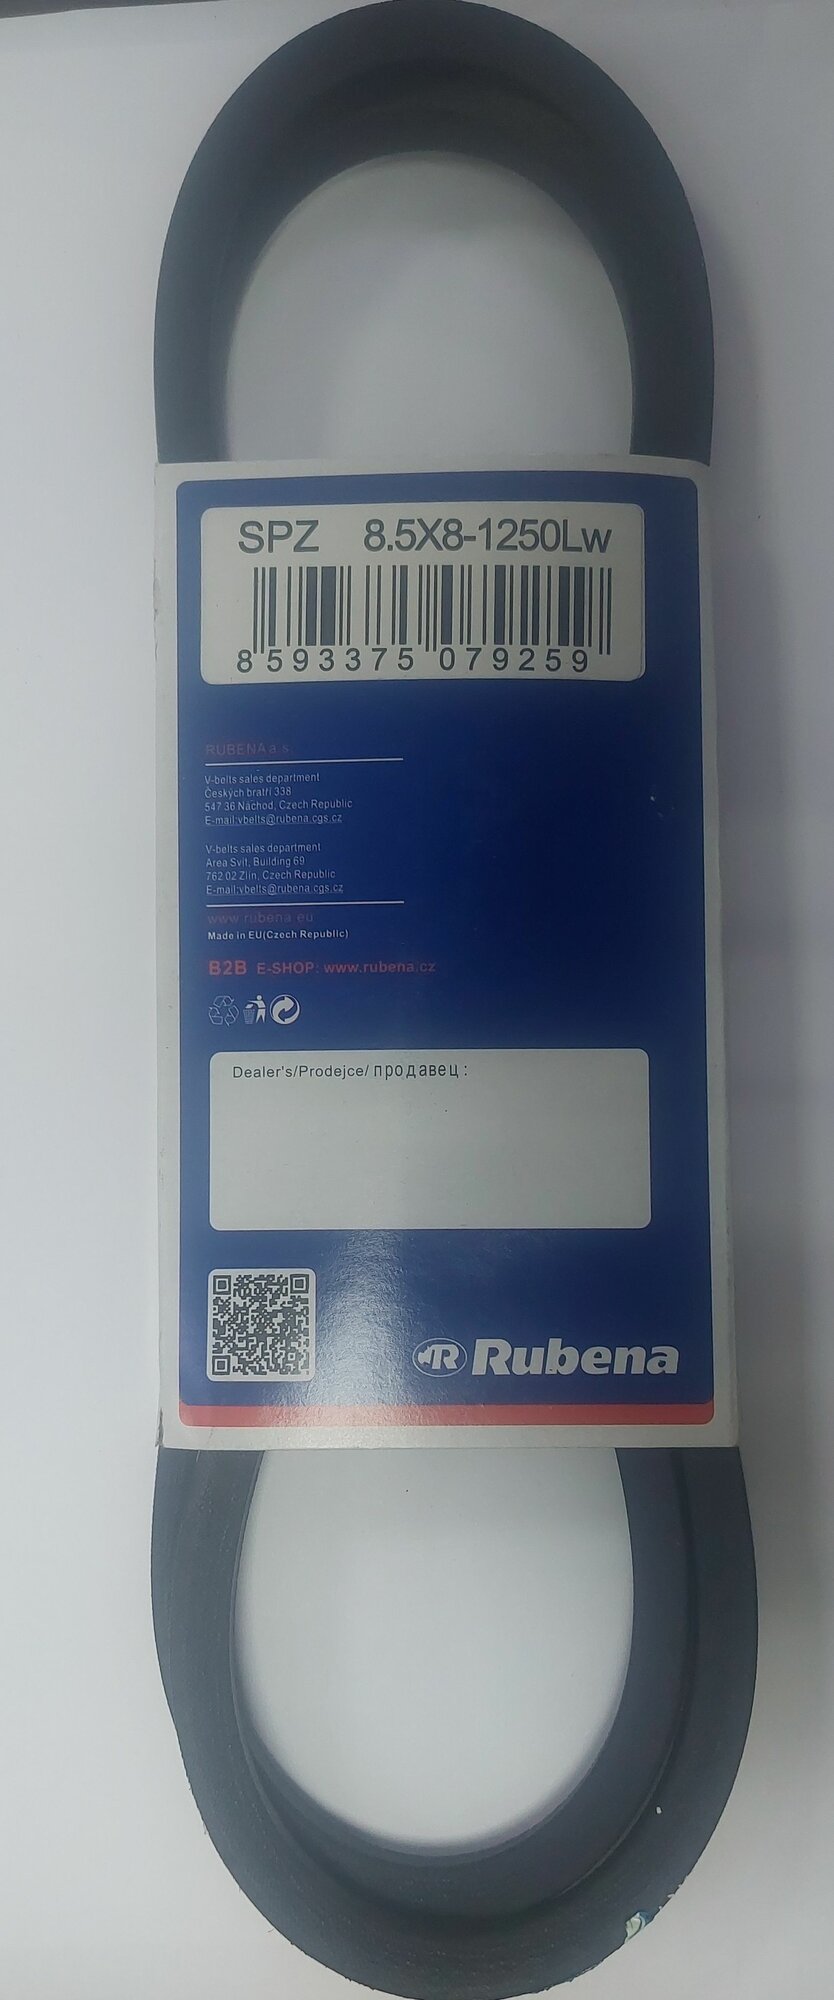 SPZ 8.5X8-1250Lw
8 593375 079259
RUBENA a.s.
V-belts sales department
Českých bratří 338
547 36 Náchod, Czech Republic
E-mail:vbelts@rubena.cgs.cz
V-belts sales department
Area Svit, Building 69
762 02 Zlín, Czech Republic
E-mail:vbelts@rubena.cgs.cz
www.rubena.eu
Made in EU(Czech Republic)
B2B E-SHOP: www.rubena.cz
Dealer's/Prodejce/продавец:
R Rubena